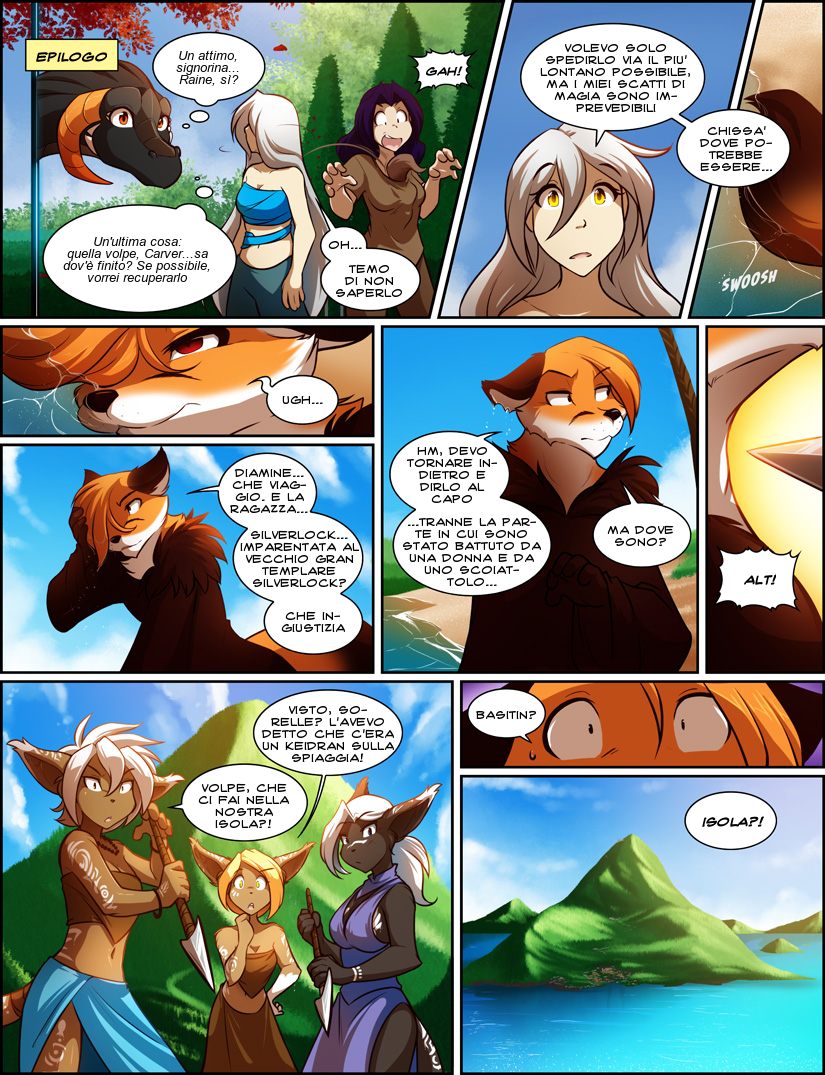 EPILOGO
Un attimo,
signorina...
Raine, sì?
GAH!
Un'ultima cosa:
quella volpe, Carver...sa
dov'è finito? Se possibile,
vorrei recuperarlo
OH...
TEMO
DI NON
SAPERLO
VOLEVO SOLO
SPEDIRLO VIA IL PIU'
LONTANO POSSIBILE,
MA I MIEI SCATTI DI
MAGIA SONO IM-
PREVEDIBILI
CHISSA'
DOVE PO-
TREBBE
ESSERE...
SWOOSH
UGH...
DIAMINE...
CHE VIAG-
GIO. E LA
RAGAZZA...
SILVERLOCK...
IMPARENTATA AL
VECCHIO GRAN
TEMPLARE
SILVERLOCK?
CHE IN-
GIUSTIZIA
HM, DEVO
TORNARE IN-
DIETRO E
DIRLO AL
CAPO
...TRANNE LA PAR-
TE IN CUI SONO
STATO BATTUTO DA
UNA DONNA E DA
UNO SCOIAT-
TOLO...
MA DOVE
SONO?
ALT!
VISTO, SO-
RELLE? L'AVEVO
DETTO CHE C'ERA
UN KEIDRAN SULLA
SPIAGGIA!
VOLPE, CHE
CI FAI NELLA
NOSTRA
ISOLA?!
BASITIN?
ISOLA?!